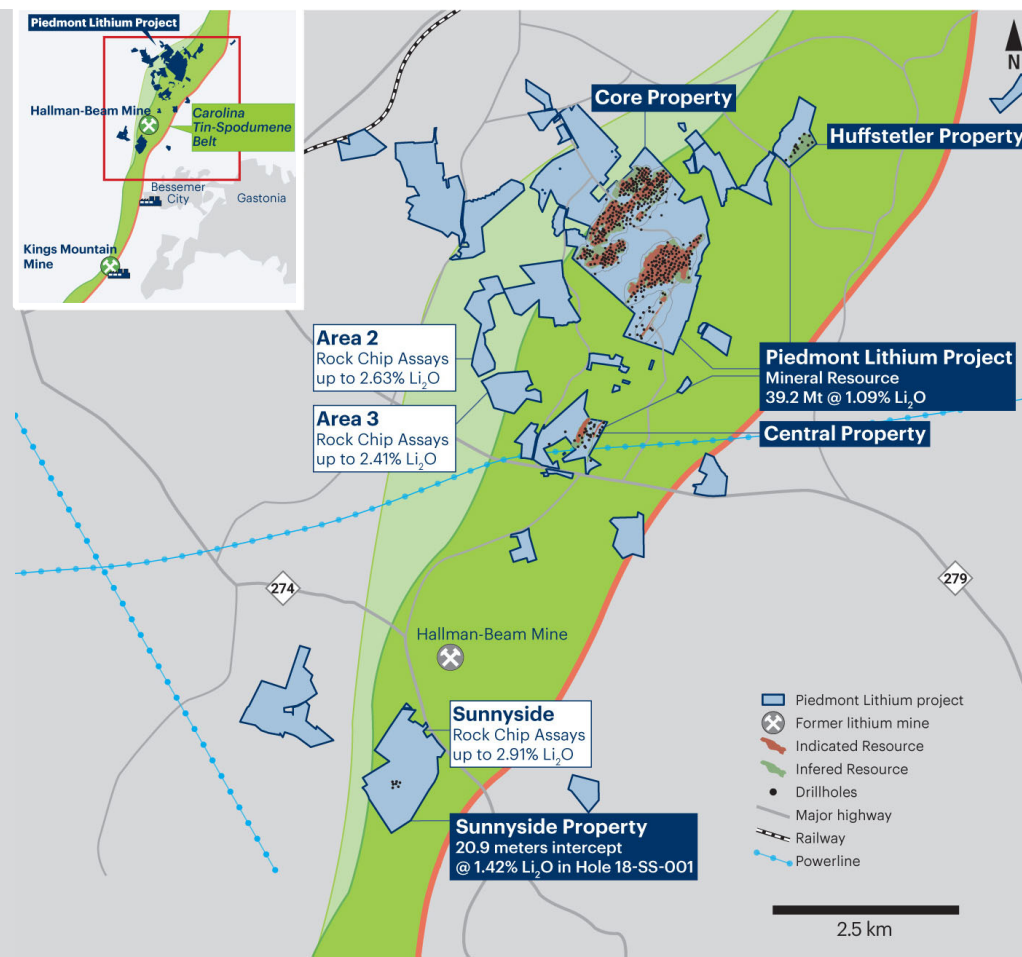 Piedmont Lithium Project
Hallman-Beam Mine
Carolina
Tin-Spodumene
Belt
Bessemer
City
Gastonia
Kings Mountain
Mine
N
Core Property
Huffstetler Property
Area 2
Rock Chip Assays
up to 2.63% Li₂O
Area 3
Rock Chip Assays
up to 2.41% Li₂O
Piedmont Lithium Project
Mineral Resource
39.2 Mt @ 1.09% Li₂O
Central Property
274
279
Hallman-Beam Mine
Sunnyside
Rock Chip Assays
up to 2.91% Li₂O
Sunnyside Property
20.9 meters intercept
@ 1.42% Li₂O in Hole 18-SS-001
Piedmont Lithium project
Former lithium mine
Indicated Resource
Infered Resource
Drillholes
Major highway
Railway
Powerline
2.5 km